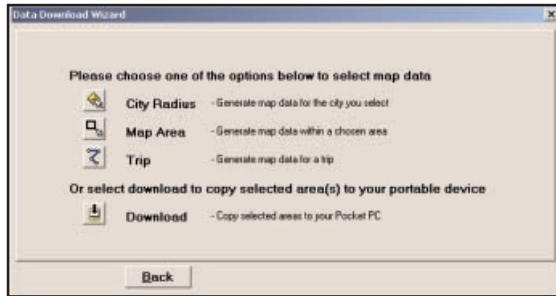 Data Download Wizard
Please choose one of the options below to select map data
City Radius - Generate map data for the city you select
Map Area - Generate map data within a chosen area
Trip - Generate map data for a trip
Or select download to copy selected area(s) to your portable device
Download - Copy selected areas to your Pocket PC
Back